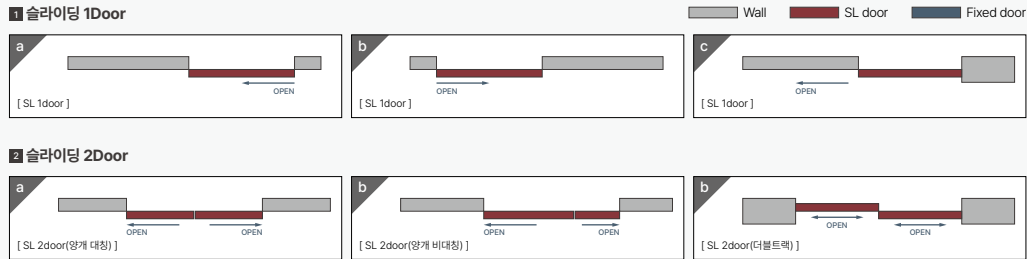 1 슬라이딩 1Door
Wall SL door Fixed door
a
OPEN
[ SL 1door ]
b
OPEN
[ SL 1door ]
c
OPEN
[ SL 1door ]
2 슬라이딩 2Door
a
OPEN OPEN
[ SL 2door(양개 대칭) ]
b
OPEN OPEN
[ SL 2door(양개 비대칭) ]
b
OPEN OPEN
[ SL 2door(더블트랙) ]